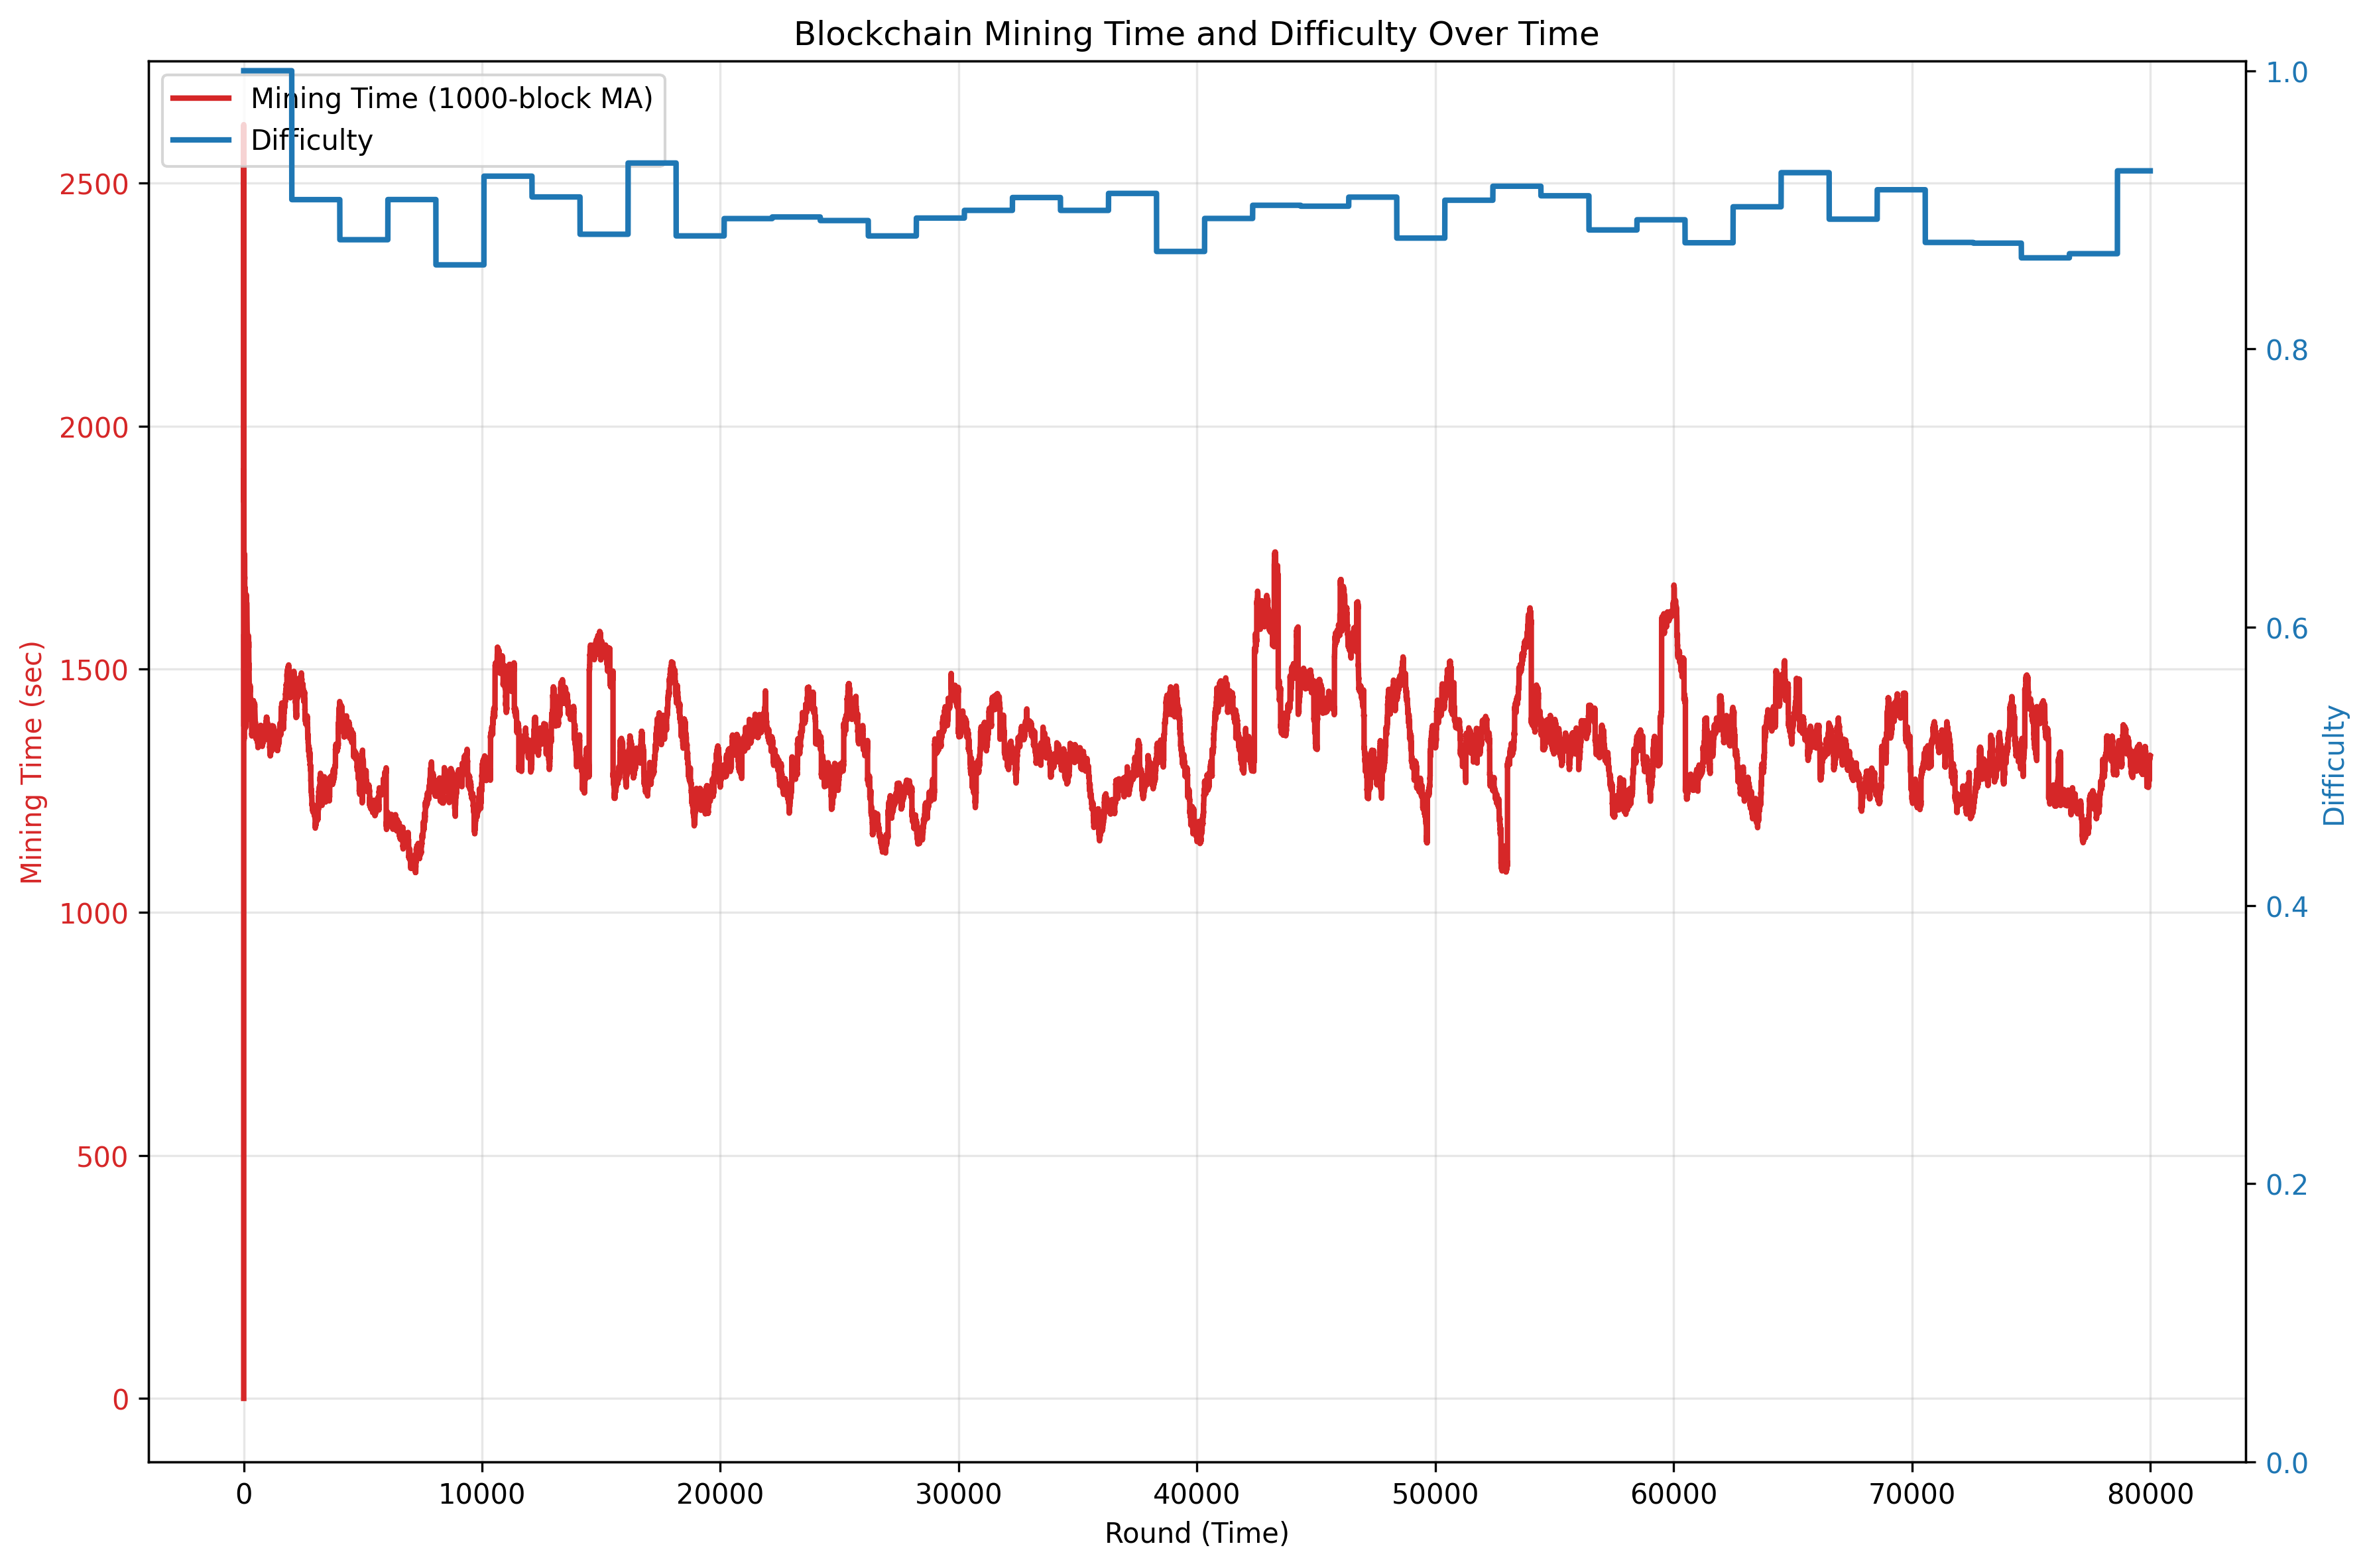 Blockchain Mining Time and Difficulty Over Time
Mining Time (1000-block MA)
Difficulty
2500
2000
1500
1000
500
0
Mining Time (sec)
1.0
0.8
0.6
0.4
0.2
0.0
Difficulty
0 10000 20000 30000 40000 50000 60000 70000 80000
Round (Time)